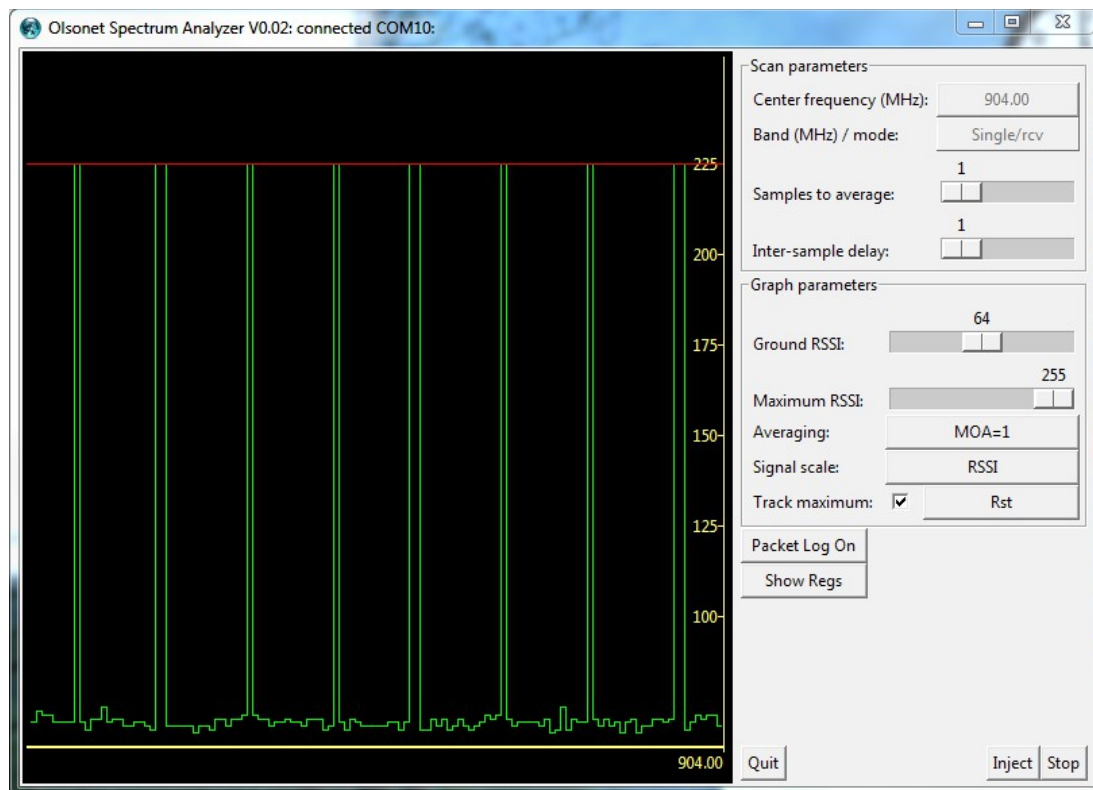 Olsonet Spectrum Analyzer V0.02: connected COM10:
225
200
175
150
125
100
904.00
Scan parameters
Center frequency (MHz): 904.00
Band (MHz) / mode: Single/rcv
1
Samples to average:
1
Inter-sample delay:
Graph parameters
64
Ground RSSI:
255
Maximum RSSI:
Averaging: MOA=1
Signal scale: RSSI
Track maximum: Rst
Packet Log On
Show Regs
Quit Inject Stop